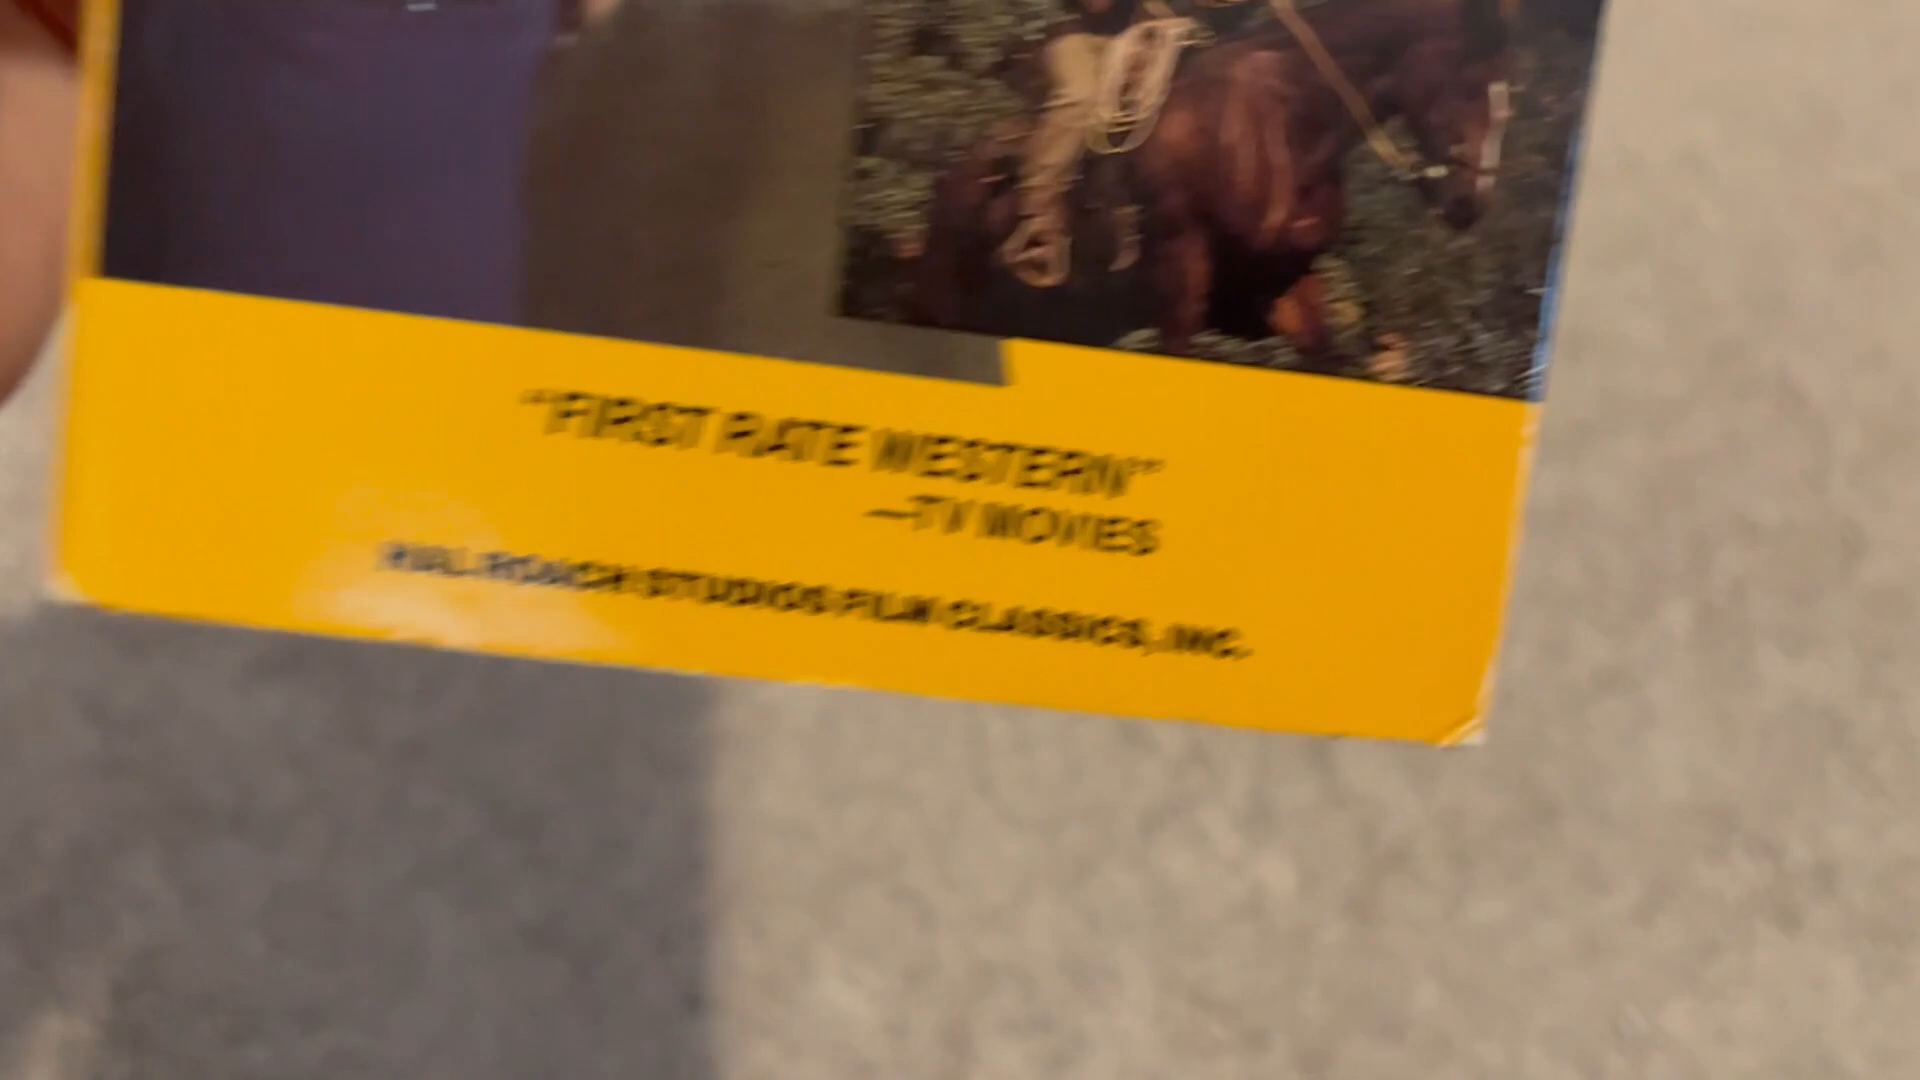 "FIRST RATE WESTERN"
—TV MOVIES
HAL ROACH STUDIOS FILM CLASSICS, INC.